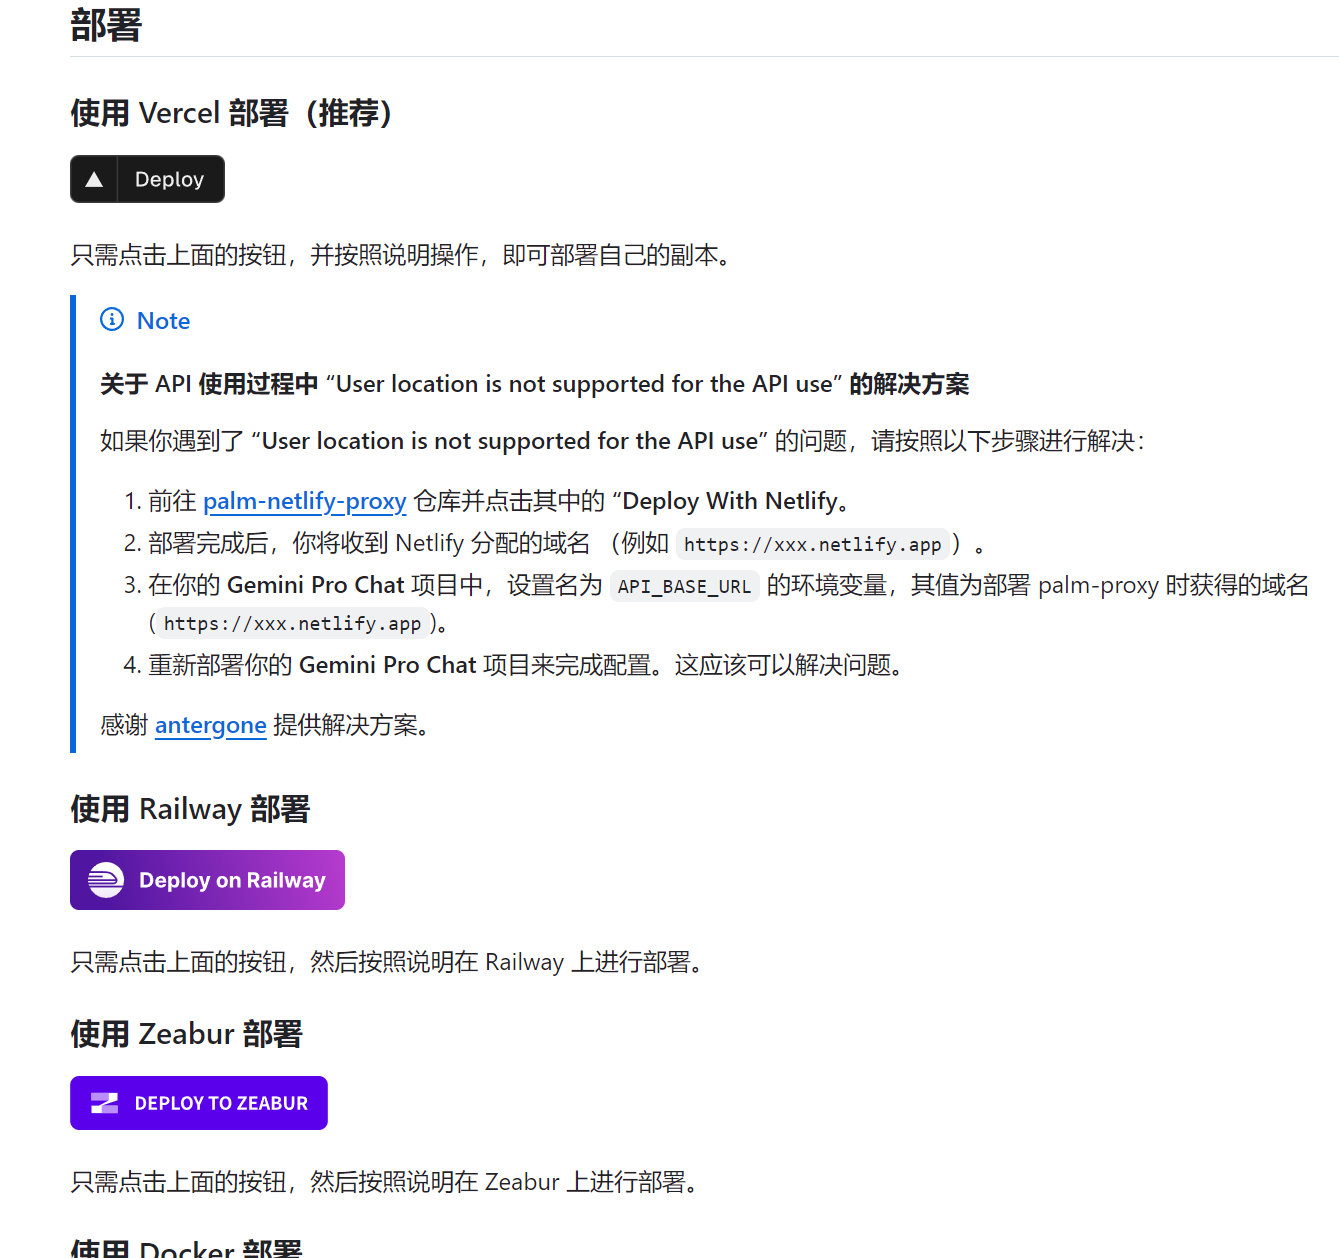 部署
使用 Vercel 部署（推荐）
Deploy
只需点击上面的按钮，并按照说明操作，即可部署自己的副本。
Note
关于 API 使用过程中 “User location is not supported for the API use” 的解决方案
如果你遇到了 “User location is not supported for the API use” 的问题，请按照以下步骤进行解决：
1. 前往 palm-netlify-proxy 仓库并点击其中的 “Deploy With Netlify。
2. 部署完成后，你将收到 Netlify 分配的域名 （例如 https://xxx.netlify.app ）。
3. 在你的 Gemini Pro Chat 项目中，设置名为 API_BASE_URL 的环境变量，其值为部署 palm-proxy 时获得的域名
( https://xxx.netlify.app )。
4. 重新部署你的 Gemini Pro Chat 项目来完成配置。这应该可以解决问题。
感谢 antergone 提供解决方案。
使用 Railway 部署
Deploy on Railway
只需点击上面的按钮，然后按照说明在 Railway 上进行部署。
使用 Zeabur 部署
DEPLOY TO ZEABUR
只需点击上面的按钮，然后按照说明在 Zeabur 上进行部署。
使用 Docker 部署